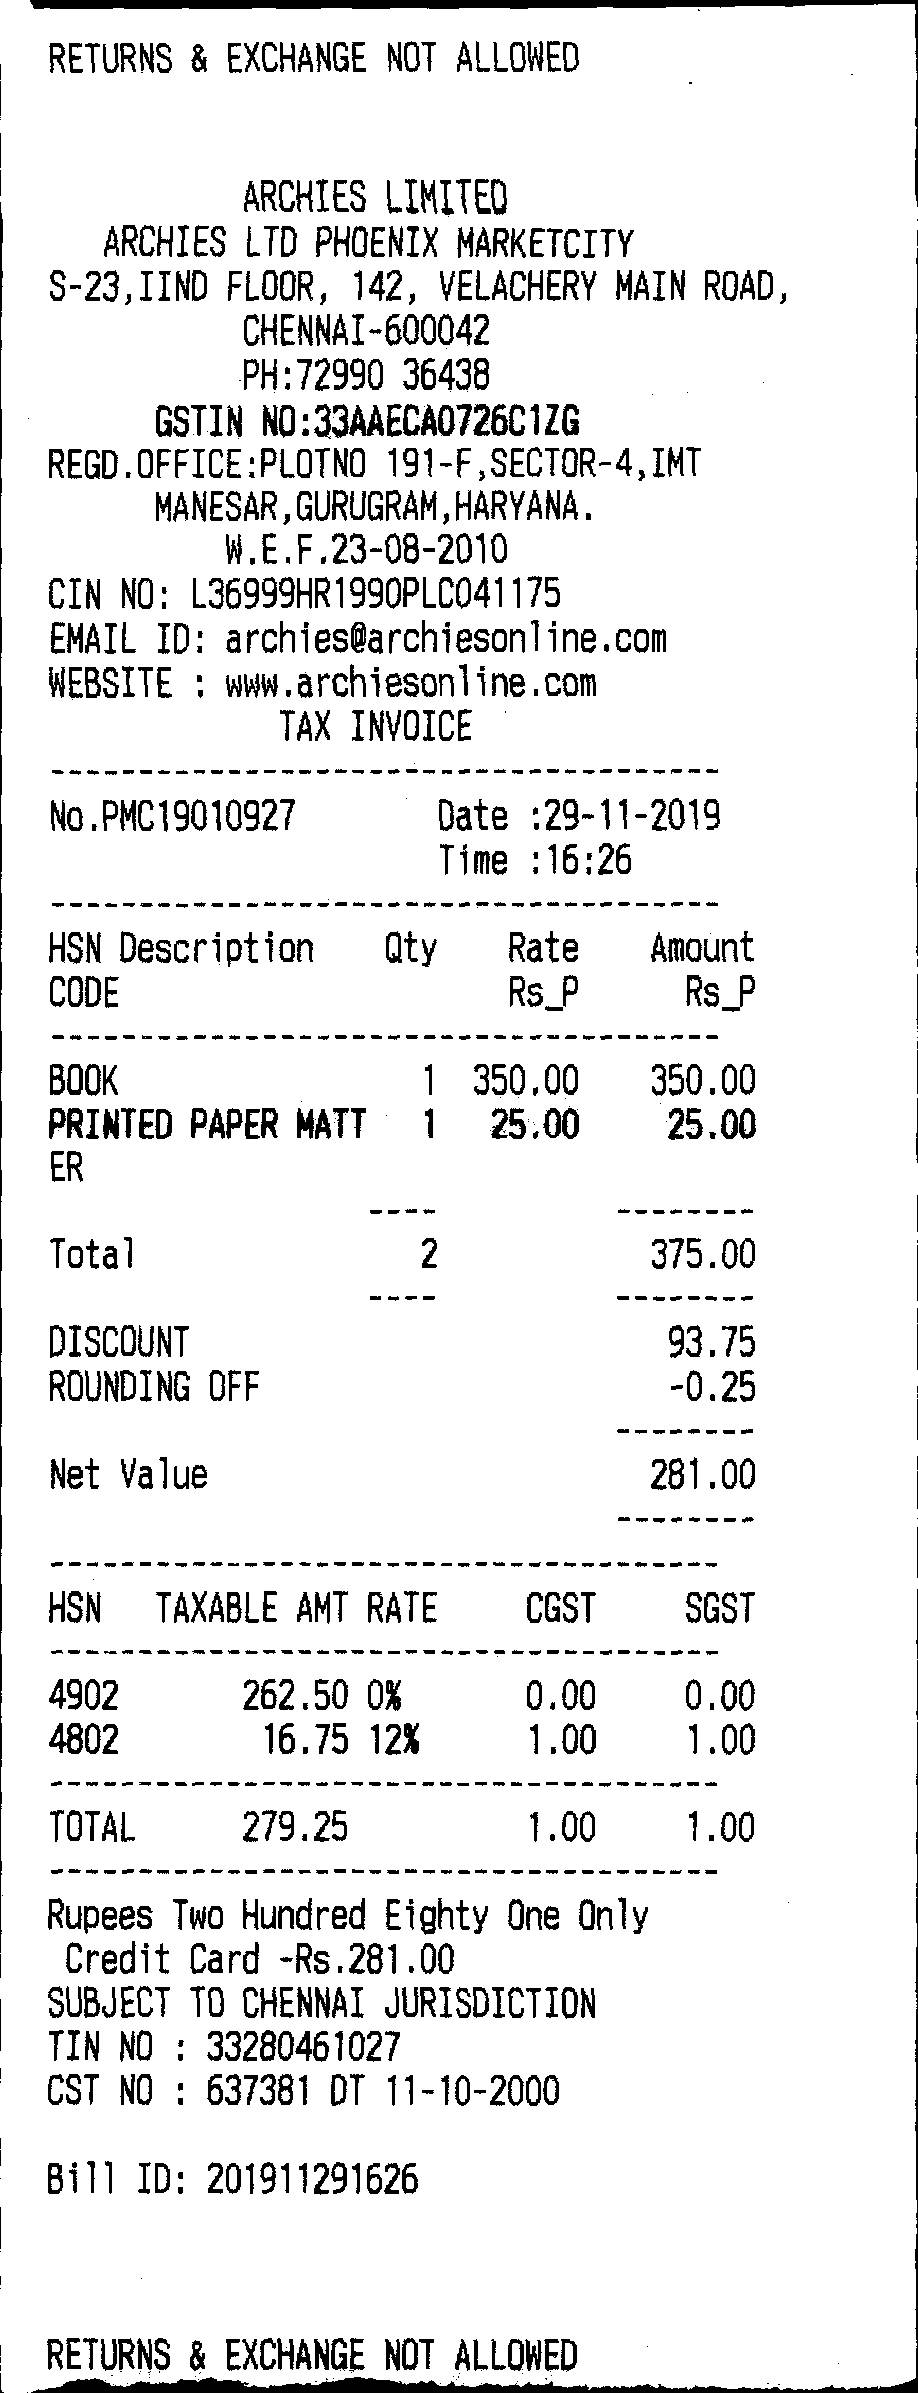 RETURNS & EXCHANGE NOT ALLOWED
ARCHIES LIMITED
ARCHIES LTD PHOENIX MARKETCITY
S-23,IIND FLOOR, 142, VELACHERY MAIN ROAD,
CHENNAI-600042
PH:72990 36438
GSTIN NO:33AAECA0726C1ZG
REGD.OFFICE:PLOTNO 191-F,SECTOR-4,IMT
MANESAR,GURUGRAM,HARYANA.
W.E.F.23-08-2010
CIN NO: L36999HR1990PLC041175
EMAIL ID: archies@archiesonline.com
WEBSITE : www.archiesonline.com
TAX INVOICE
--------------------------------------
No.PMC19010927 Date :29-11-2019
Time :16:26
--------------------------------------
HSN Description Qty Rate Amount
CODE Rs_P Rs_P
--------------------------------------
BOOK 1 350.00 350.00
PRINTED PAPER MATT 1 25.00 25.00
ER
---- --------
Total 2 375.00
---- --------
DISCOUNT 93.75
ROUNDING OFF -0.25
--------
Net Value 281.00
--------
--------------------------------------
HSN TAXABLE AMT RATE CGST SGST
--------------------------------------
4902 262.50 0% 0.00 0.00
4802 16.75 12% 1.00 1.00
--------------------------------------
TOTAL 279.25 1.00 1.00
--------------------------------------
Rupees Two Hundred Eighty One Only
Credit Card -Rs.281.00
SUBJECT TO CHENNAI JURISDICTION
TIN NO : 33280461027
CST NO : 637381 DT 11-10-2000
Bill ID: 201911291626
RETURNS & EXCHANGE NOT ALLOWED